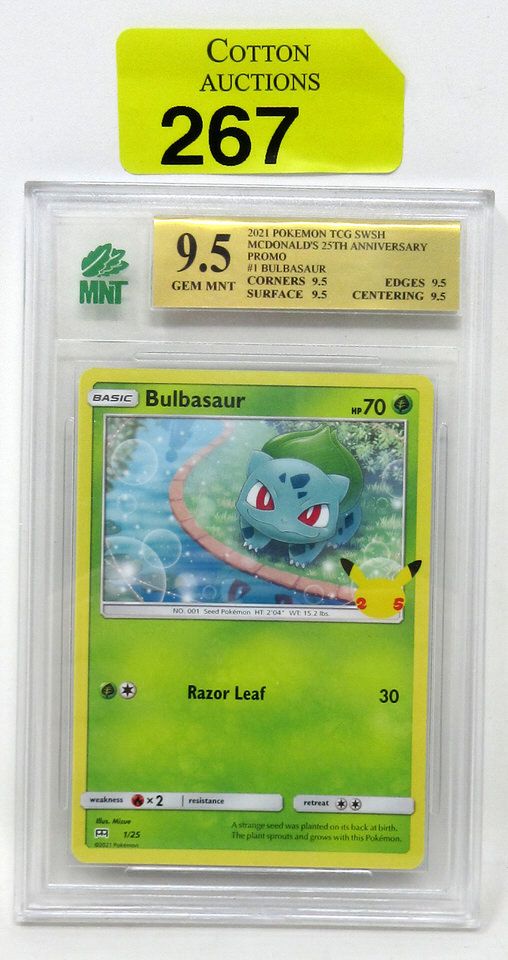 COTTON
AUCTIONS
267
MNT
9.5
GEM MNT
2021 POKEMON TCG SWSH
MCDONALD'S 25TH ANNIVERSARY
PROMO
#1 BULBASAUR
CORNERS 9.5 EDGES 9.5
SURFACE 9.5 CENTERING 9.5
BASIC Bulbasaur HP70
25
NO. 001 Seed Pokémon HT: 2'04" WT: 15.2 lbs.
Razor Leaf 30
weakness ×2 resistance retreat
Illus. Misue
1/25
©2021 Pokémon
A strange seed was planted on its back at birth.
The plant sprouts and grows with this Pokémon.